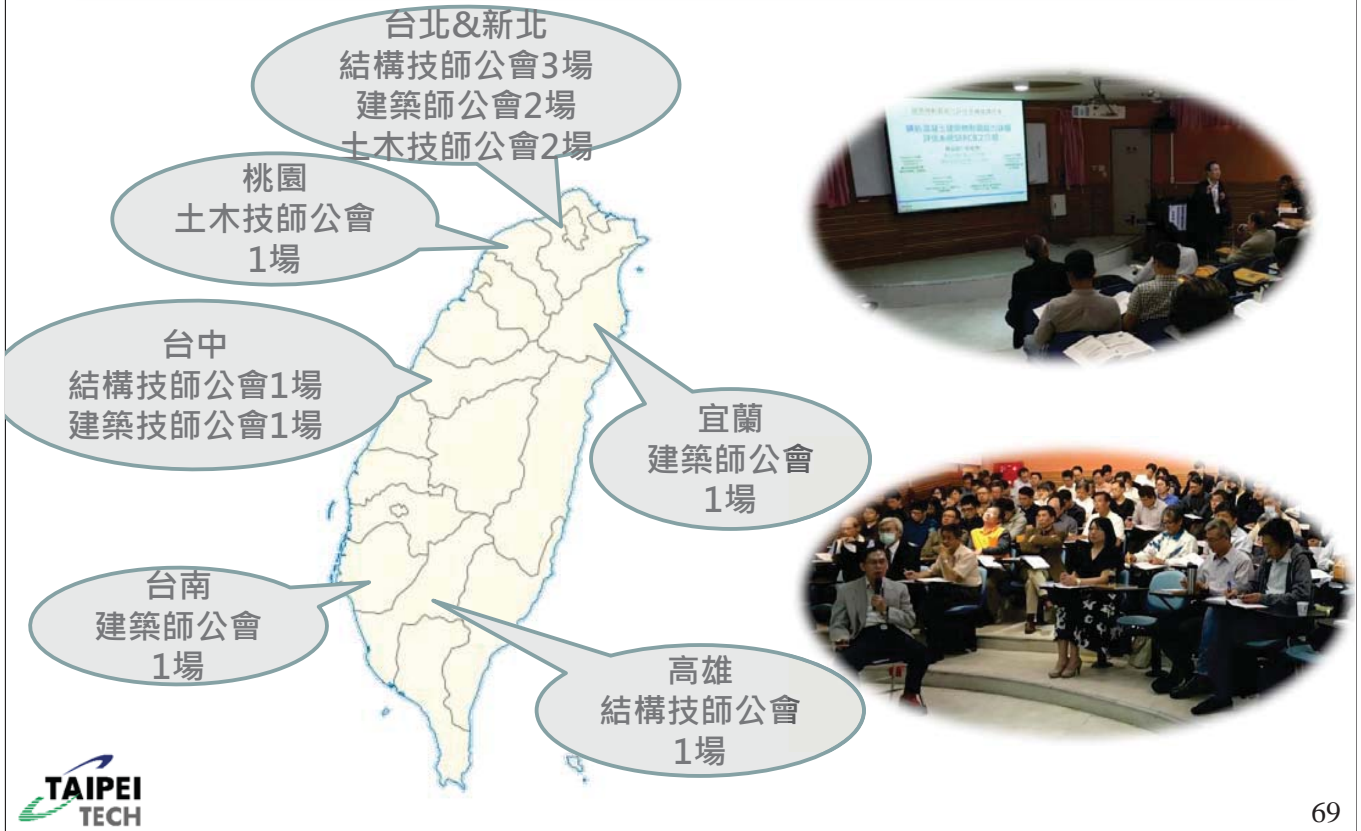 台北&新北
結構技師公會3場
建築師公會2場
土木技師公會2場
桃園
土木技師公會
1場
台中
結構技師公會1場
建築技師公會1場
宜蘭
建築師公會
1場
台南
建築師公會
1場
高雄
結構技師公會
1場
TAIPEI
TECH
69